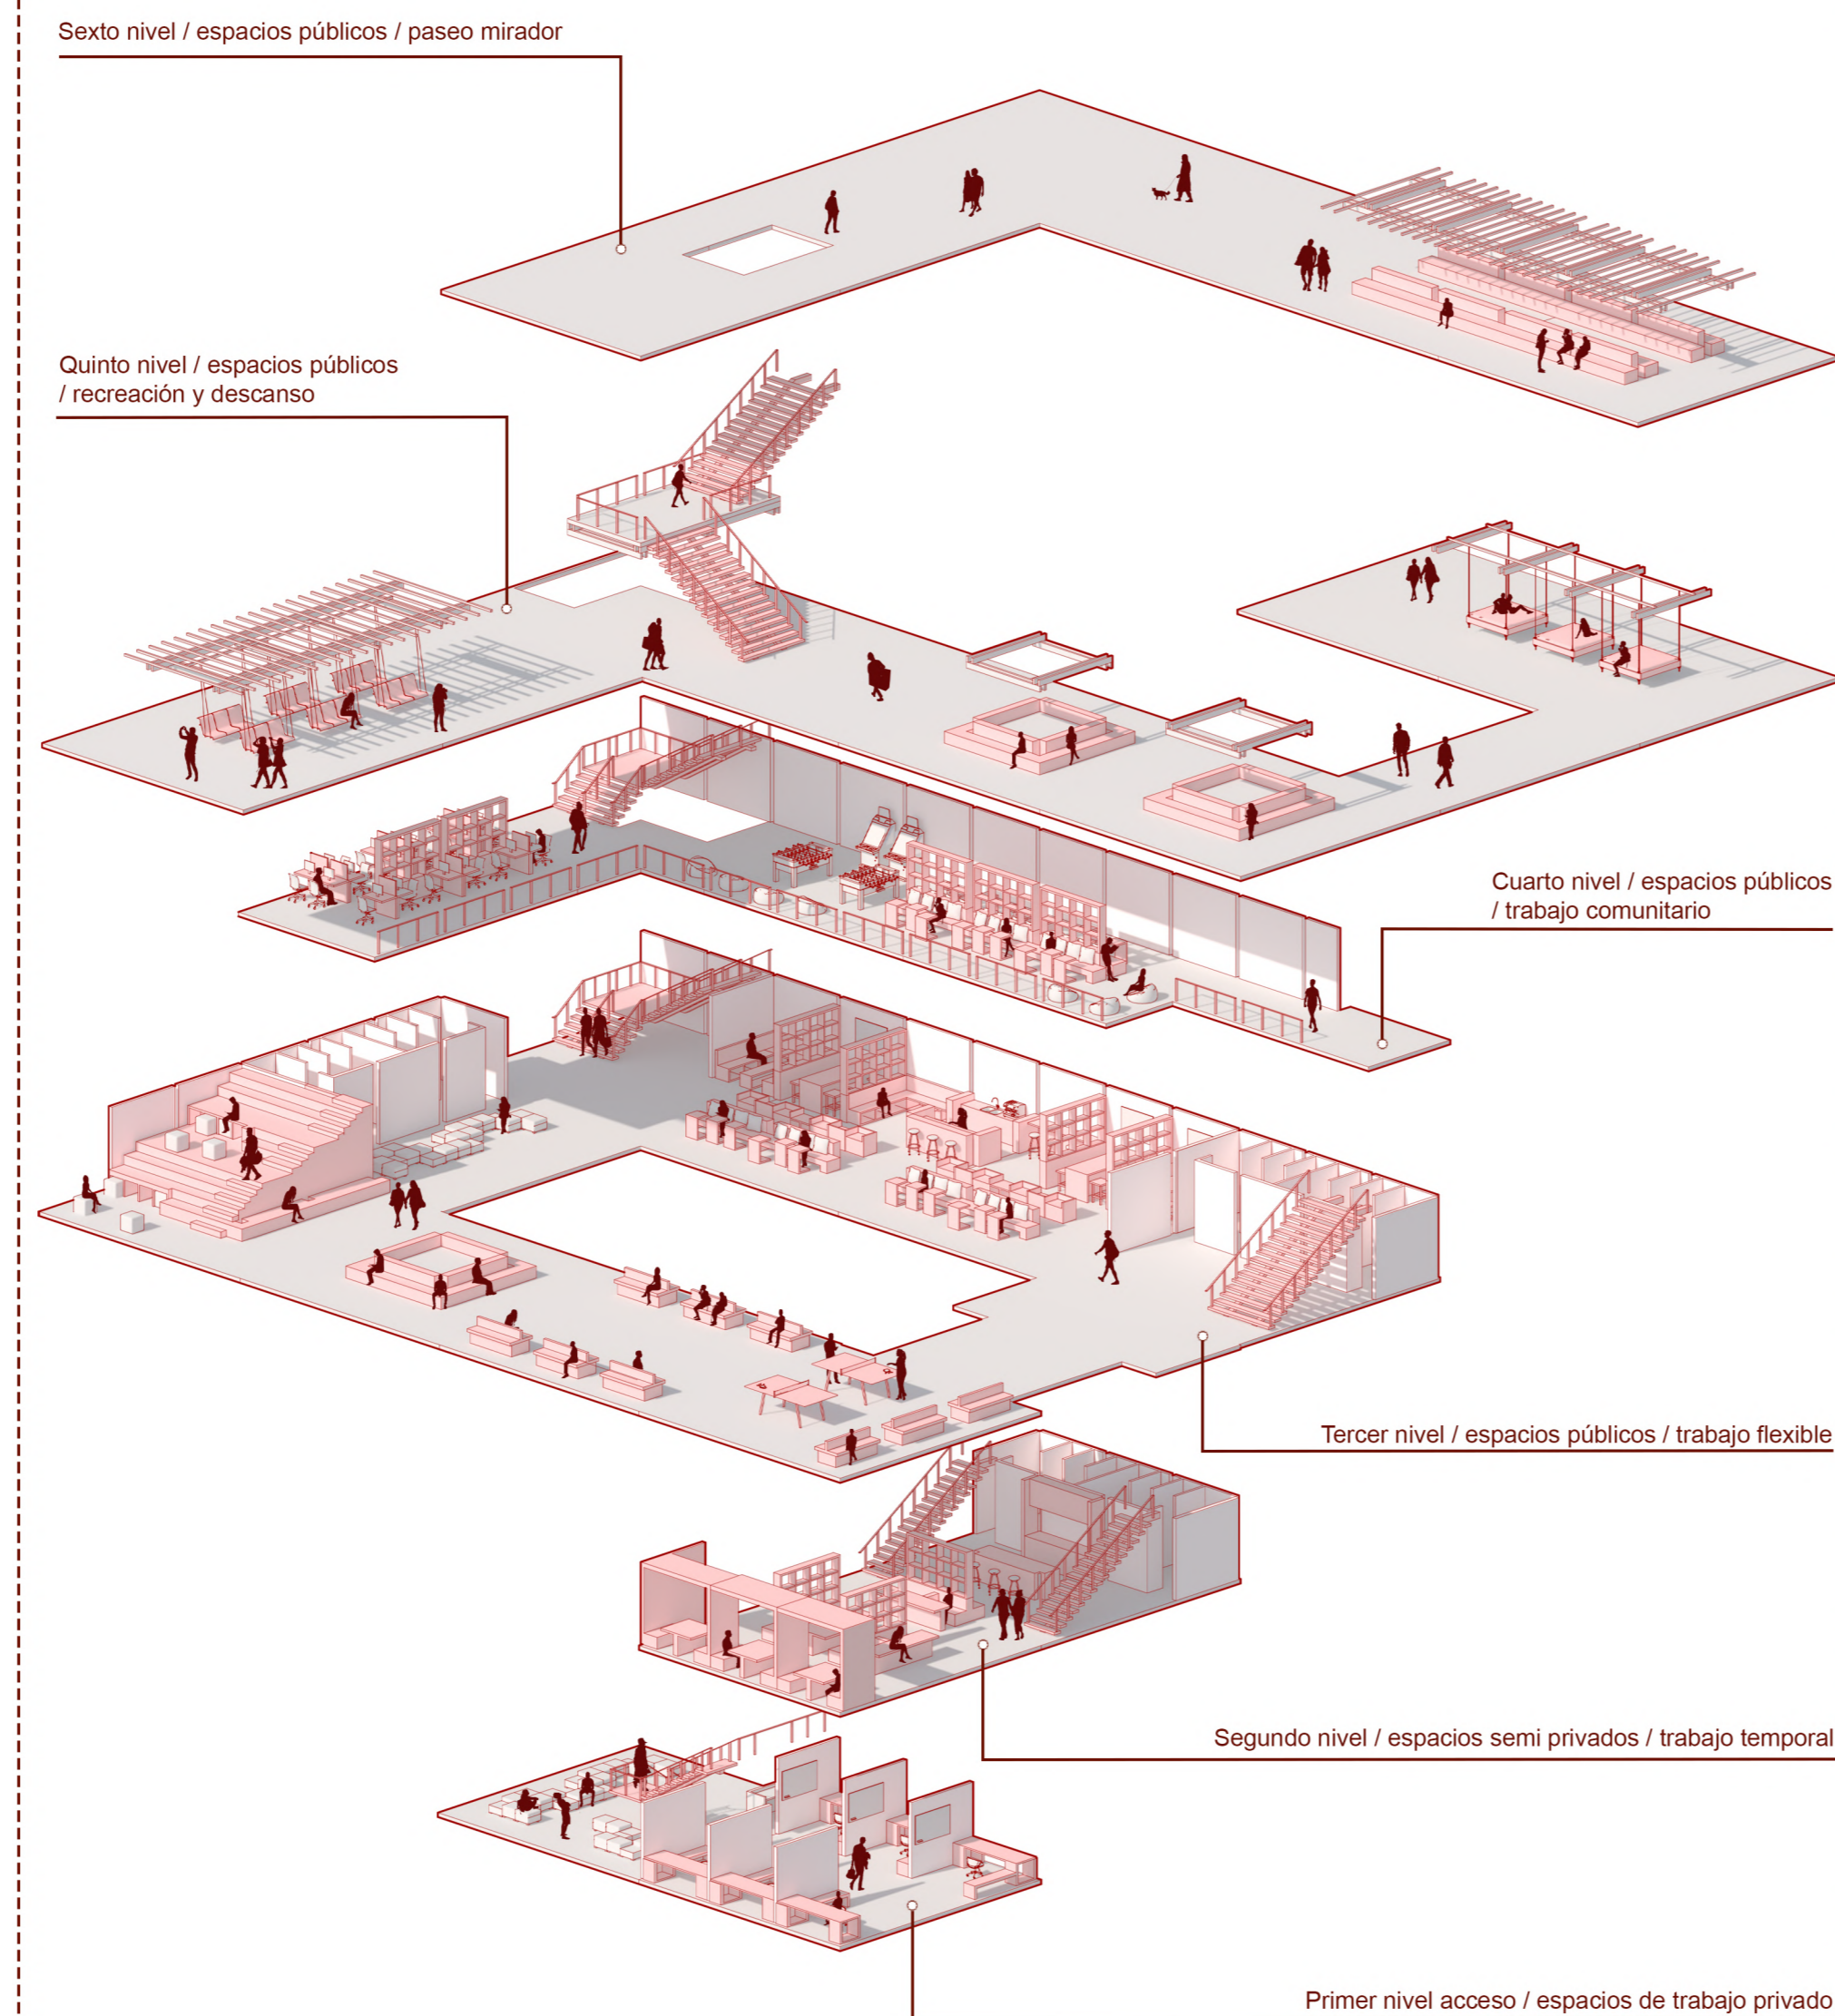 Sexto nivel / espacios públicos / paseo mirador
Quinto nivel / espacios públicos
/ recreación y descanso
Cuarto nivel / espacios públicos
/ trabajo comunitario
Tercer nivel / espacios públicos / trabajo flexible
Segundo nivel / espacios semi privados / trabajo temporal
Primer nivel acceso / espacios de trabajo privado